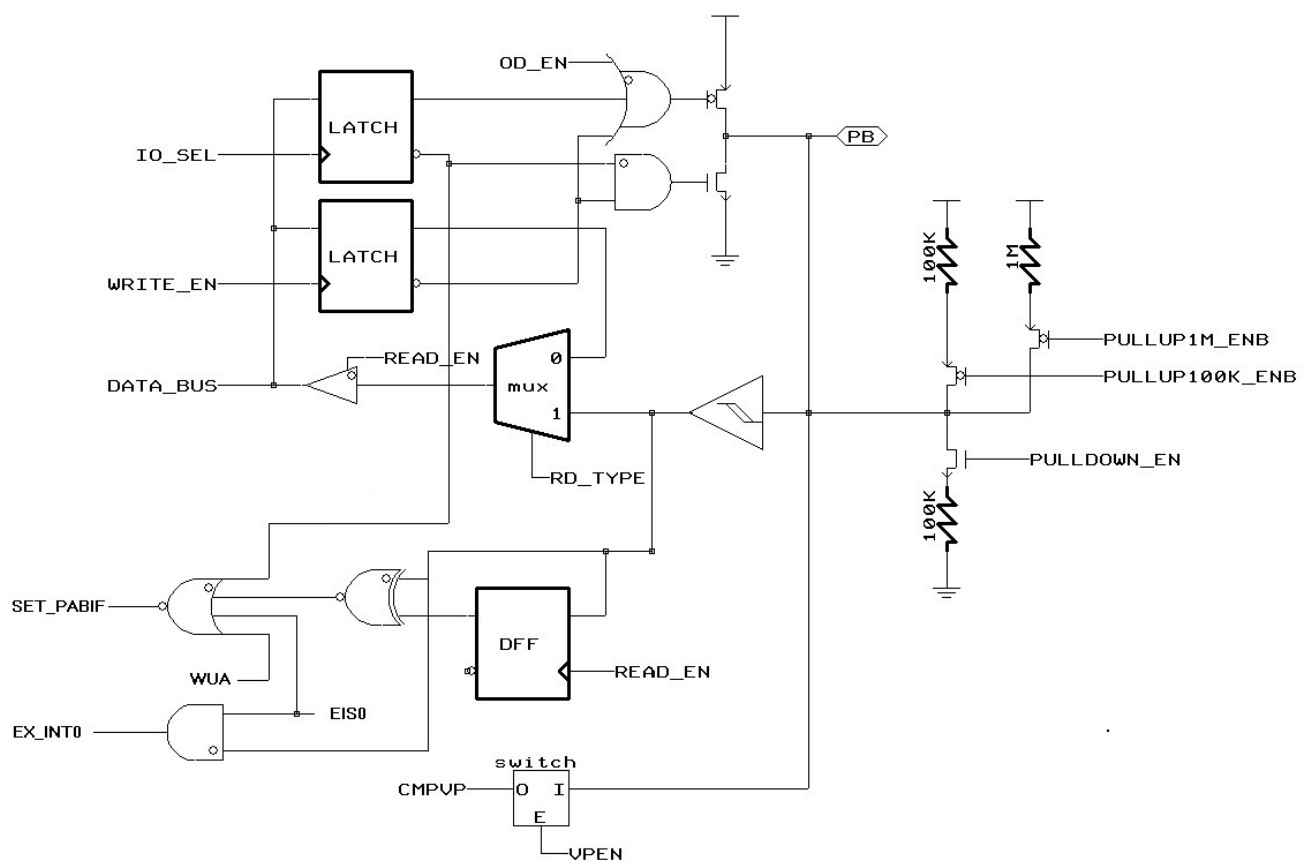 OD_EN
LATCH
PB
IO_SEL
100K
1M
LATCH
WRITE_EN
PULLUP1M_ENB
READ_EN
0
DATA_BUS
mux
PULLUP100K_ENB
1
PULLDOWN_EN
RD_TYPE
100K
SET_PABIF
DFF
WUA
READ_EN
EIS0
EX_INT0
switch
CMPVP
O I
E
VPEN